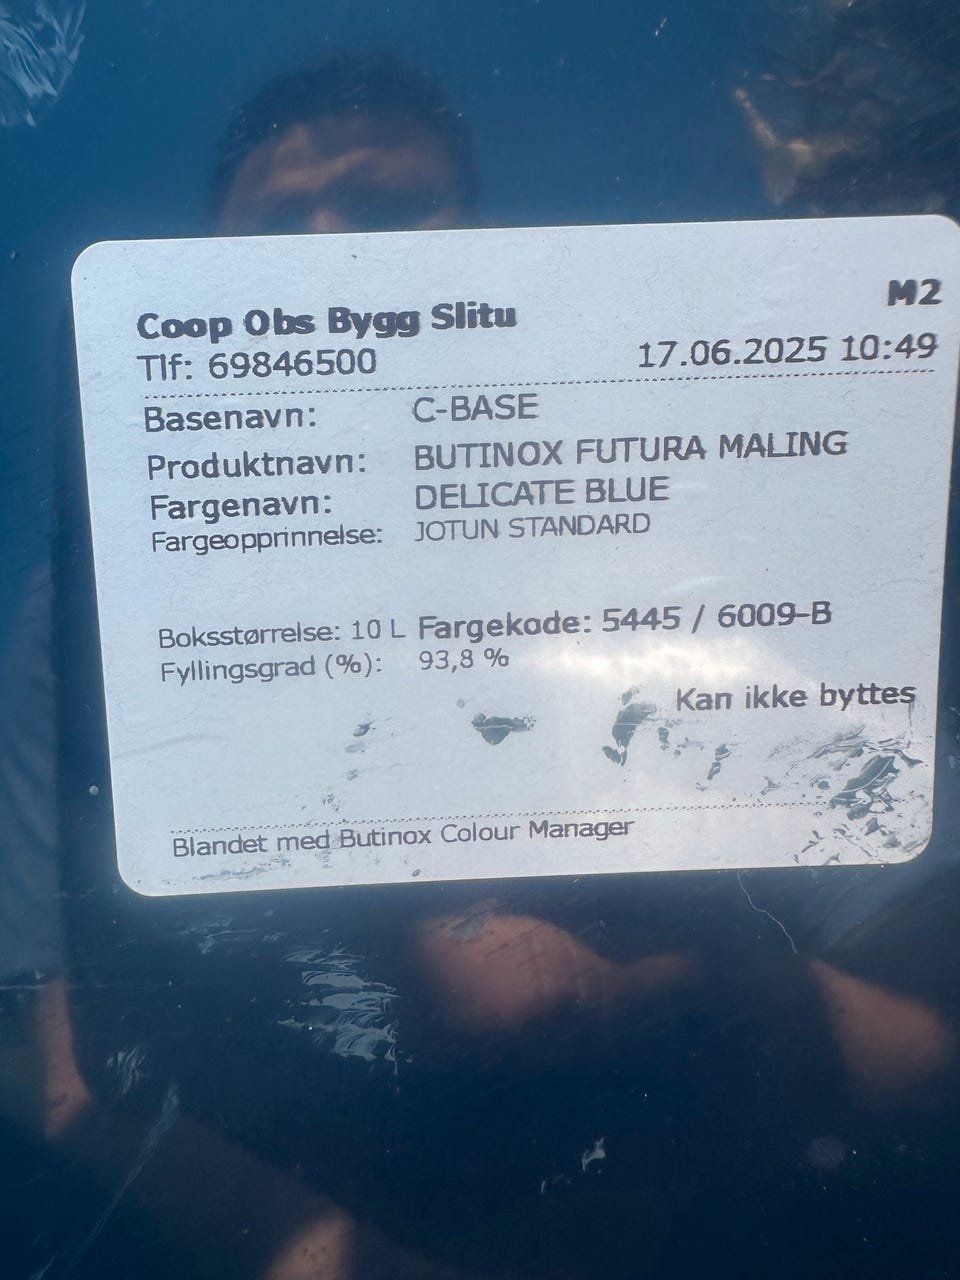 M2
Coop Obs Bygg Slitu
Tlf: 69846500 17.06.2025 10:49
Basenavn: C-BASE
Produktnavn: BUTINOX FUTURA MALING
Fargenavn: DELICATE BLUE
Fargeopprinnelse: JOTUN STANDARD
Boksstørrelse: 10 L Fargekode: 5445 / 6009-B
Fyllingsgrad (%): 93,8 %
Kan ikke byttes
Blandet med Butinox Colour Manager